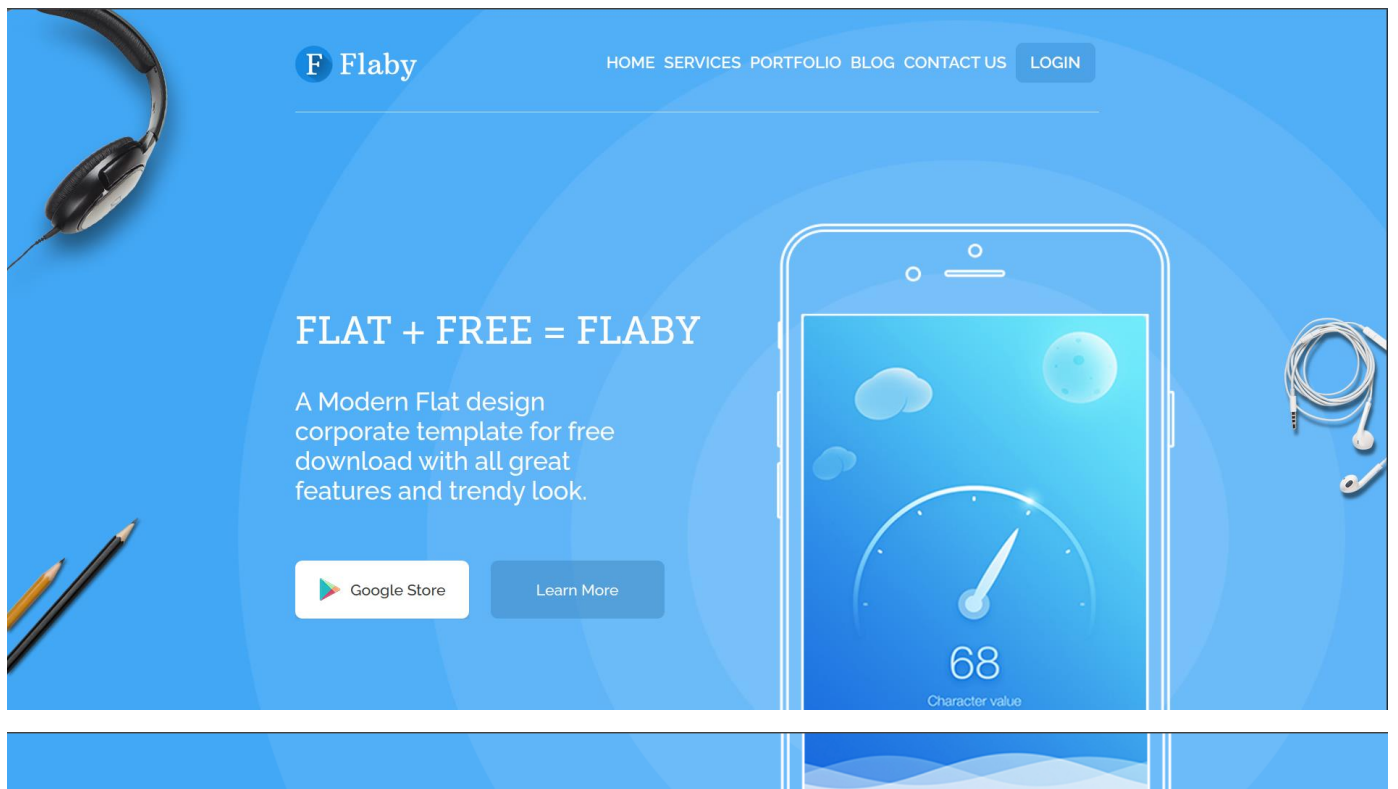 F Flaby
HOME SERVICES PORTFOLIO BLOG CONTACT US LOGIN
FLAT + FREE = FLABY
A Modern Flat design
corporate template for free
download with all great
features and trendy look.
Google Store
Learn More
68
Character value